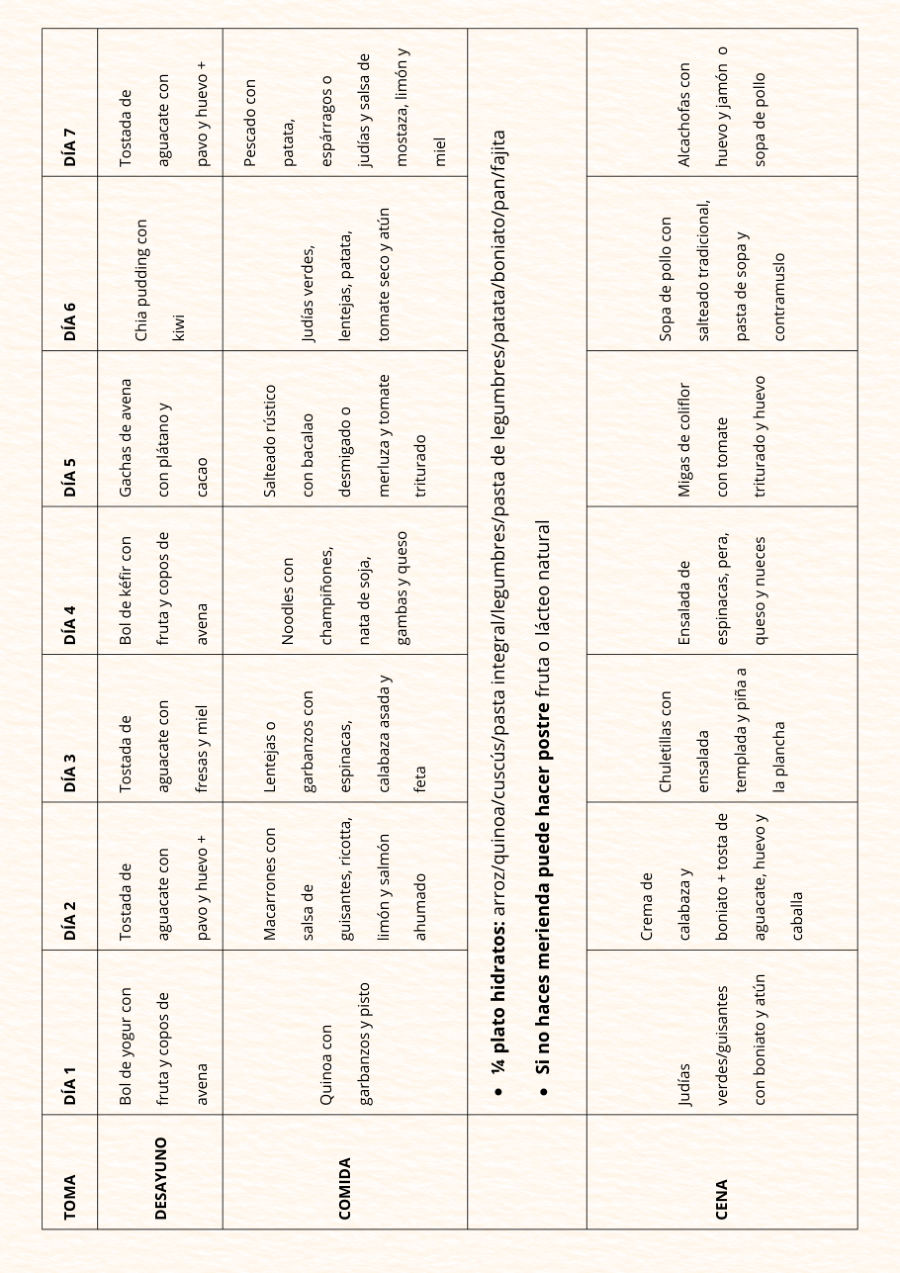 TOMA
DÍA 1
DÍA 2
DÍA 3
DÍA 4
DÍA 5
DÍA 6
DÍA 7
DESAYUNO
Bol de yogur con
fruta y copos de
avena
Tostada de
aguacate con
pavo y huevo +
Tostada de
aguacate con
fresas y miel
Bol de kéfir con
fruta y copos de
avena
Gachas de avena
con plátano y
cacao
Chia pudding con
kiwi
Tostada de
aguacate con
pavo y huevo +
COMIDA
Quinoa con
garbanzos y pisto
Macarrones con
salsa de
guisantes, ricotta,
limón y salmón
ahumado
Lentejas o
garbanzos con
espinacas,
calabaza asada y
feta
Noodles con
champiñones,
nata de soja,
gambas y queso
Salteado rústico
con bacalao
desmigado o
merluza y tomate
triturado
Judías verdes,
lentejas, patata,
tomate seco y atún
Pescado con
patata,
espárragos o
judías y salsa de
mostaza, limón y
miel
• ¼ plato hidratos: arroz/quinoa/cuscús/pasta integral/legumbres/pasta de legumbres/patata/boniato/pan/fajita
• Si no haces merienda puede hacer postre fruta o lácteo natural
CENA
Judías
verdes/guisantes
con boniato y atún
Crema de
calabaza y
boniato + tosta de
aguacate, huevo y
caballa
Chuletillas con
ensalada
templada y piña a
la plancha
Ensalada de
espinacas, pera,
queso y nueces
Migas de coliflor
con tomate
triturado y huevo
Sopa de pollo con
salteado tradicional,
pasta de sopa y
contramuslo
Alcachofas con
huevo y jamón o
sopa de pollo